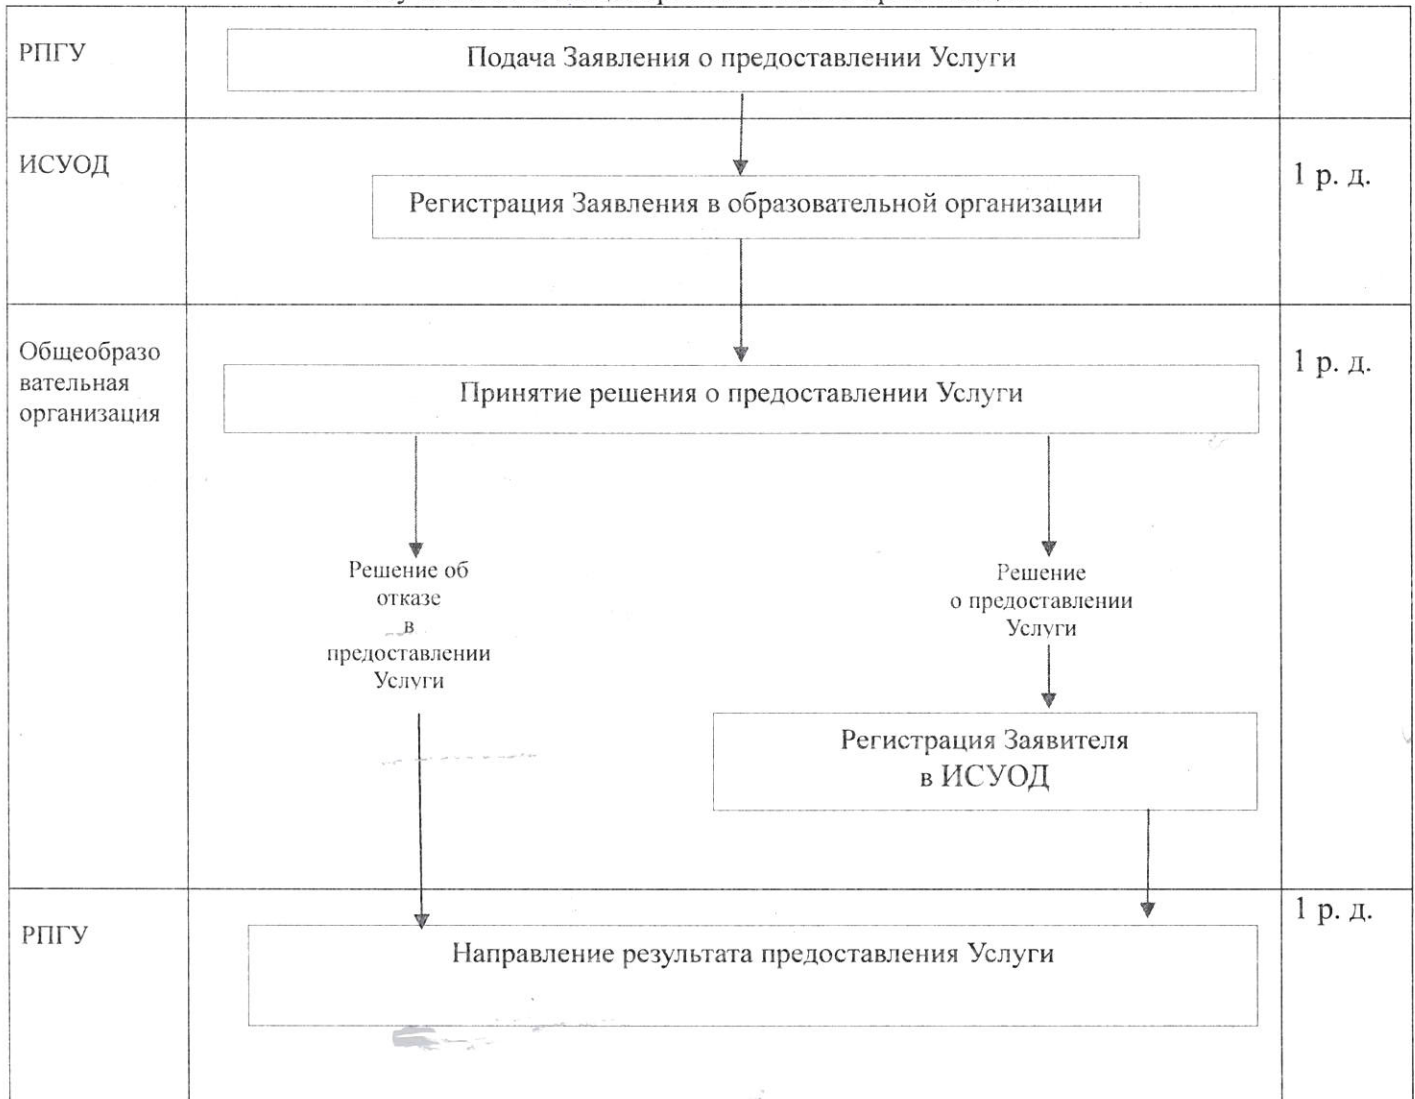 РПГУ
Подача Заявления о предоставлении Услуги
ИСУОД
1 р. д.
Регистрация Заявления в образовательной организации
Общеобразо
вательная
организация
1 р. д.
Принятие решения о предоставлении Услуги
Решение об
отказе
в
предоставлении
Услуги
Решение
о предоставлении
Услуги
Регистрация Заявителя
в ИСУОД
РПГУ
1 р. д.
Направление результата предоставления Услуги